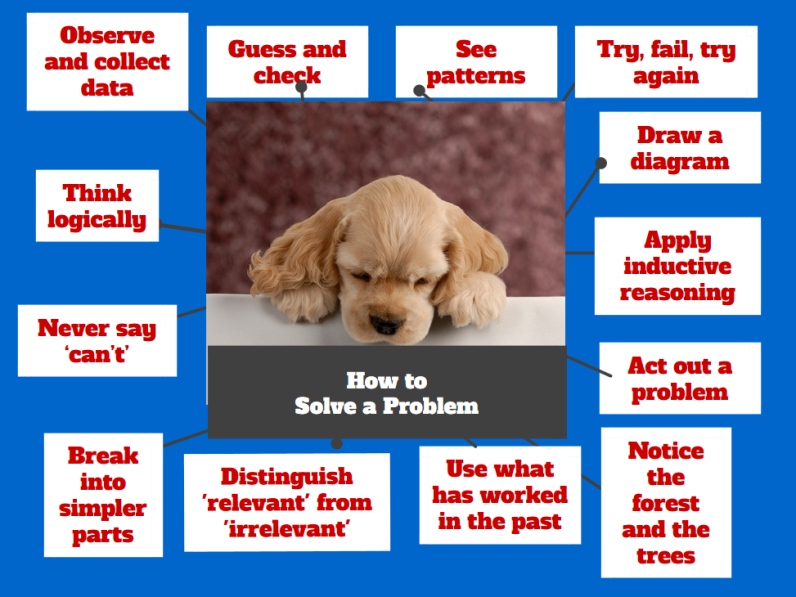 Observe
and collect
data
Guess and
check
See
patterns
Try, fail, try
again
Draw a
diagram
Think
logically
Apply
inductive
reasoning
Never say
‘can’t’
Act out a
problem
How to
Solve a Problem
Break
into
simpler
parts
Distinguish
‘relevant’ from
‘irrelevant’
Use what
has worked
in the past
Notice
the
forest
and the
trees